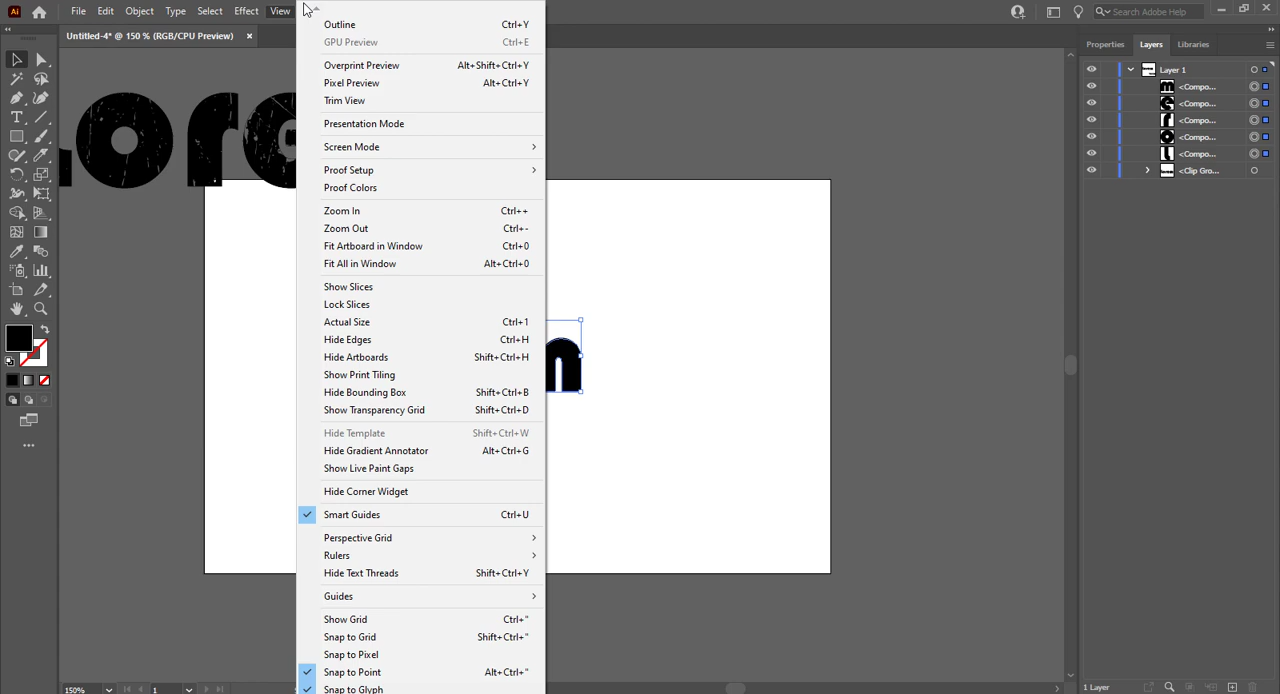 Ai File Edit Object Type Select Effect View Search Adobe Help
Untitled-4* @ 150 % (RGB/CPU Preview)
Outline Ctrl+Y
GPU Preview Ctrl+E
Overprint Preview Alt+Shift+Ctrl+Y
Pixel Preview Alt+Ctrl+Y
Trim View
Presentation Mode
Screen Mode
Proof Setup
Proof Colors
Zoom In Ctrl++
Zoom Out Ctrl+-
Fit Artboard in Window Ctrl+0
Fit All in Window Alt+Ctrl+0
Show Slices
Lock Slices
Actual Size Ctrl+1
Hide Edges Ctrl+H
Hide Artboards Shift+Ctrl+H
Show Print Tiling
Hide Bounding Box Shift+Ctrl+B
Show Transparency Grid Shift+Ctrl+D
Hide Template Shift+Ctrl+W
Hide Gradient Annotator Alt+Ctrl+G
Show Live Paint Gaps
Hide Corner Widget
Smart Guides Ctrl+U
Perspective Grid
Rulers
Hide Text Threads Shift+Ctrl+Y
Guides
Show Grid Ctrl+"
Snap to Grid Shift+Ctrl+"
Snap to Pixel
Snap to Point Alt+Ctrl+"
Snap to Glyph
Properties Layers Libraries
Layer 1
<Compo...
<Compo...
<Compo...
<Compo...
<Compo...
<Clip Gro...
150% 1
1 Layer